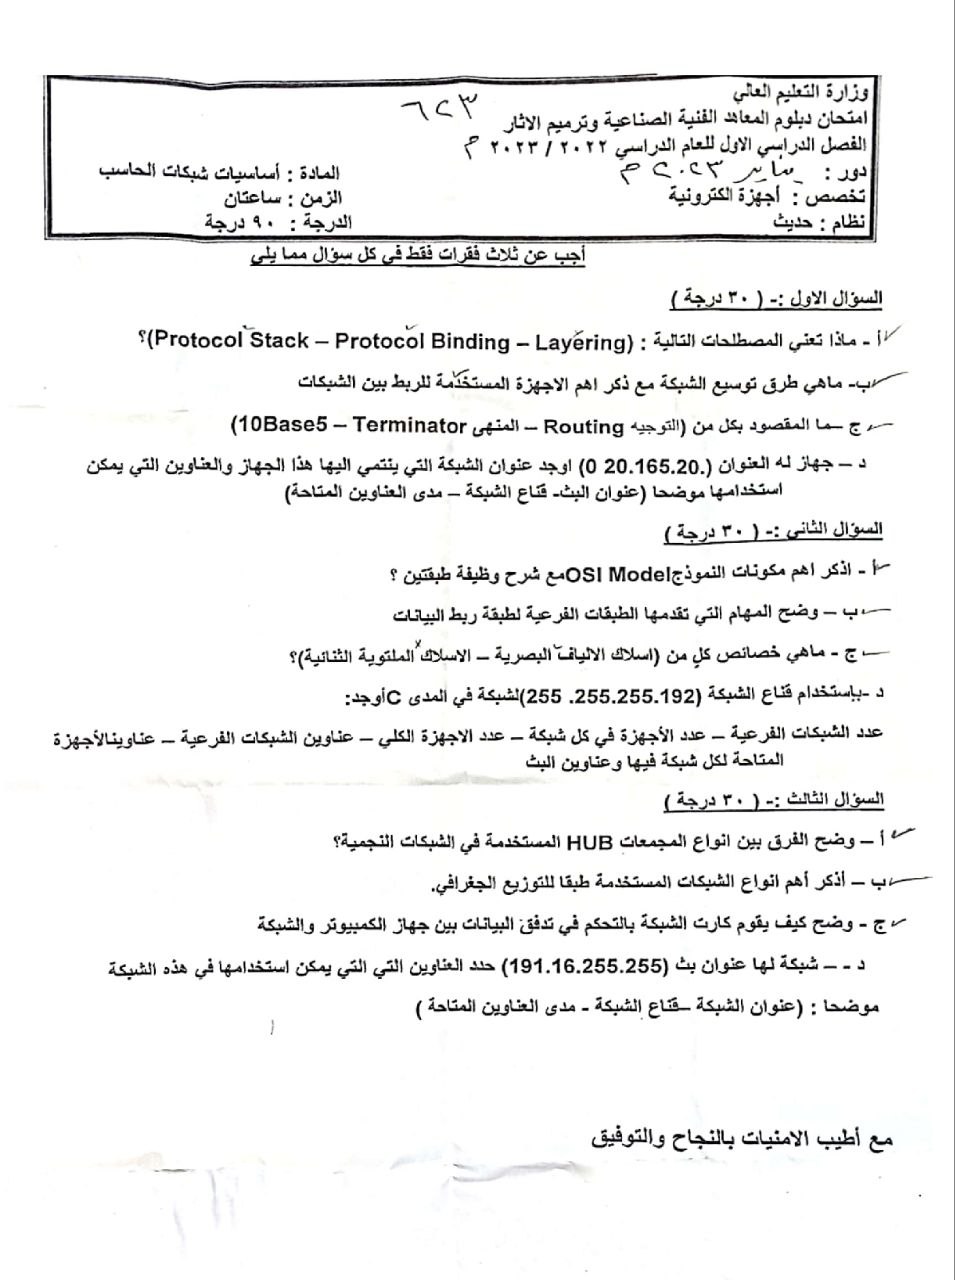 وزارة التعليم العالي
امتحان دبلوم المعاهد الفنية الصناعية وترميم الاثار
٦٢٣
الفصل الدراسي الاول للعام الدراسي ٢٠٢٢ / ٢٠٢٣ م
دور : يناير ٢٠٢٣ م
المادة : أساسيات شبكات الحاسب
تخصص : أجهزة الكترونية
الزمن : ساعتان
نظام : حديث
الدرجة : ٩٠ درجة
أجب عن ثلاث فقرات فقط في كل سؤال مما يلي
السؤال الاول :- ( ٣٠ درجة )
أ - ماذا تعني المصطلحات التالية : (Protocol Stack – Protocol Binding – Layering)؟
ب- ماهي طرق توسيع الشبكة مع ذكر اهم الاجهزة المستخدمة للربط بين الشبكات
ج –ما المقصود بكل من (التوجيه Routing – المنهى 10Base5 – Terminator)
د – جهاز له العنوان (.0 20.165.20) اوجد عنوان الشبكة التي ينتمي اليها هذا الجهاز والعناوين التي يمكن
استخدامها موضحا (عنوان البث- قناع الشبكة – مدى العناوين المتاحة)
السؤال الثاني :- ( ٣٠ درجة )
أ - اذكر اهم مكونات النموذجOSI Modelمع شرح وظيفة طبقتين ؟
ب – وضح المهام التي تقدمها الطبقات الفرعية لطبقة ربط البيانات
ج - ماهي خصائص كلٍ من (اسلاك الالياف البصرية – الاسلاك الملتوية الثنائية)؟
د -بإستخدام قناع الشبكة (255.255.192. 255)لشبكة في المدى Cأوجد:
عدد الشبكات الفرعية – عدد الأجهزة في كل شبكة – عدد الاجهزة الكلي – عناوين الشبكات الفرعية – عناوينالأجهزة
المتاحة لكل شبكة فيها وعناوين البث
السؤال الثالث :- ( ٣٠ درجة )
أ – وضح الفرق بين انواع المجمعات HUB المستخدمة في الشبكات النجمية؟
ب – أذكر أهم انواع الشبكات المستخدمة طبقا للتوزيع الجغرافي.
ج - وضح كيف يقوم كارت الشبكة بالتحكم في تدفق البيانات بين جهاز الكمبيوتر والشبكة
د - – شبكة لها عنوان بث (191.16.255.255) حدد العناوين التي التي يمكن استخدامها في هذه الشبكة
موضحا : (عنوان الشبكة –قناع الشبكة - مدى العناوين المتاحة )
مع أطيب الامنيات بالنجاح والتوفيق